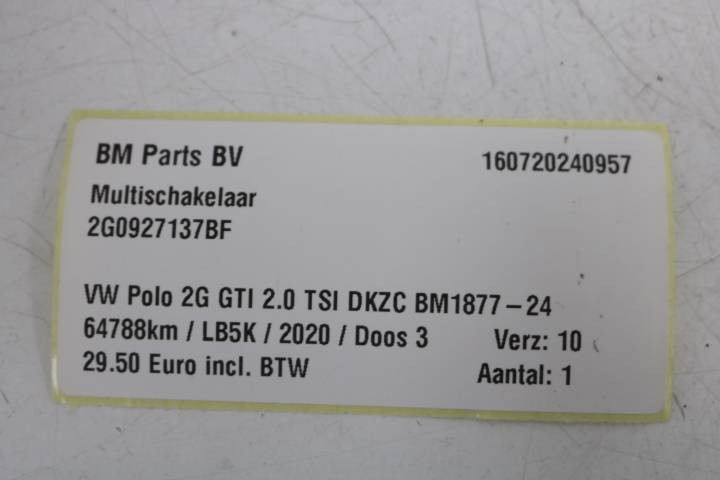 BM Parts BV 160720240957
Multischakelaar
2G0927137BF
VW Polo 2G GTI 2.0 TSI DKZC BM1877-24
64788km / LB5K / 2020 / Doos 3 Verz: 10
29.50 Euro incl. BTW Aantal: 1